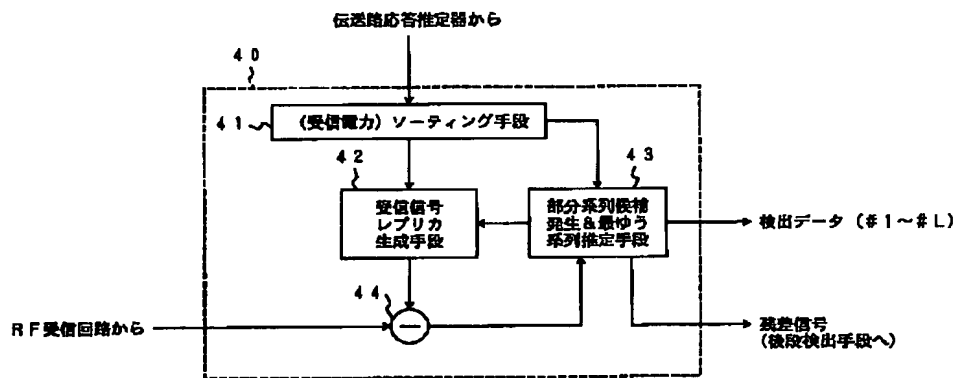 伝送路応答推定器から
40
41
(受信電力)ソーティング手段
42
43
受信信号
レプリカ
生成手段
部分系列候補
発生&最ゆう
系列推定手段
検出データ(#1~#L)
44
RF受信回路から
残差信号
(後段検出手段へ)